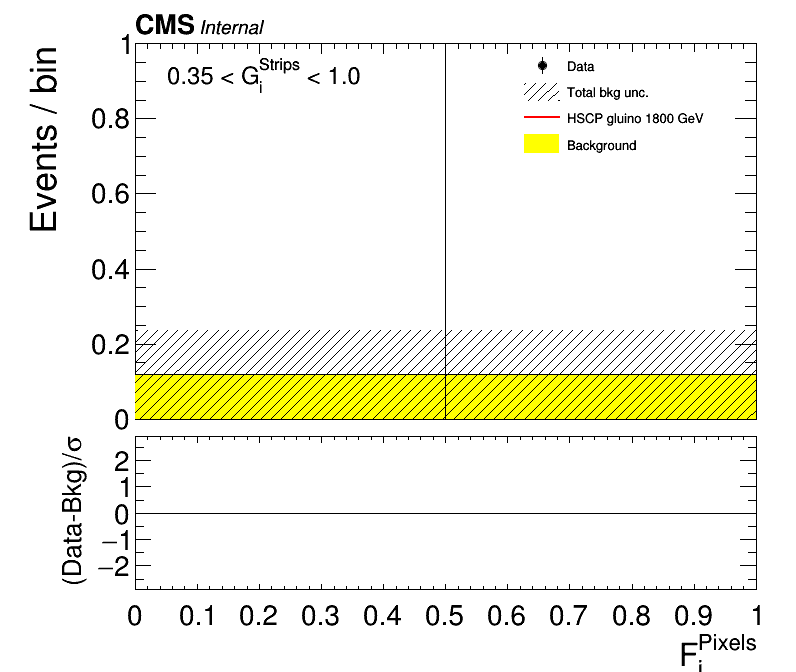 CMS Internal
Events / bin
0.35 < G_i^Strips < 1.0
Data
Total bkg unc.
HSCP gluino 1800 GeV
Background
1
0.8
0.6
0.4
0.2
0
(Data-Bkg)/σ
2
1
0
−1
−2
0 0.1 0.2 0.3 0.4 0.5 0.6 0.7 0.8 0.9 1
F_i^Pixels